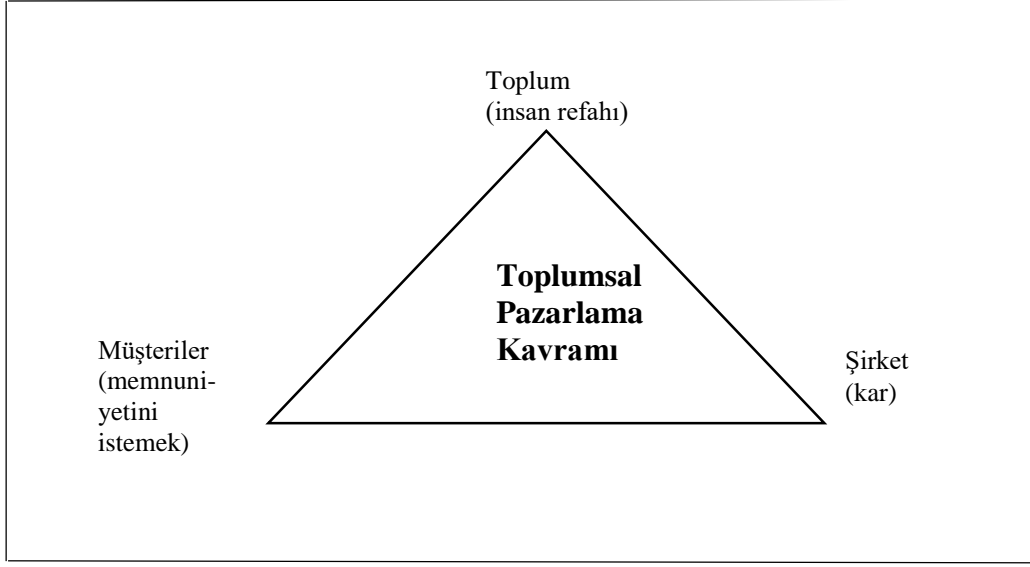 Toplum
(insan refahı)
Toplumsal
Pazarlama
Kavramı
Müşteriler
(memnuni-
yetini
istemek)
Şirket
(kar)